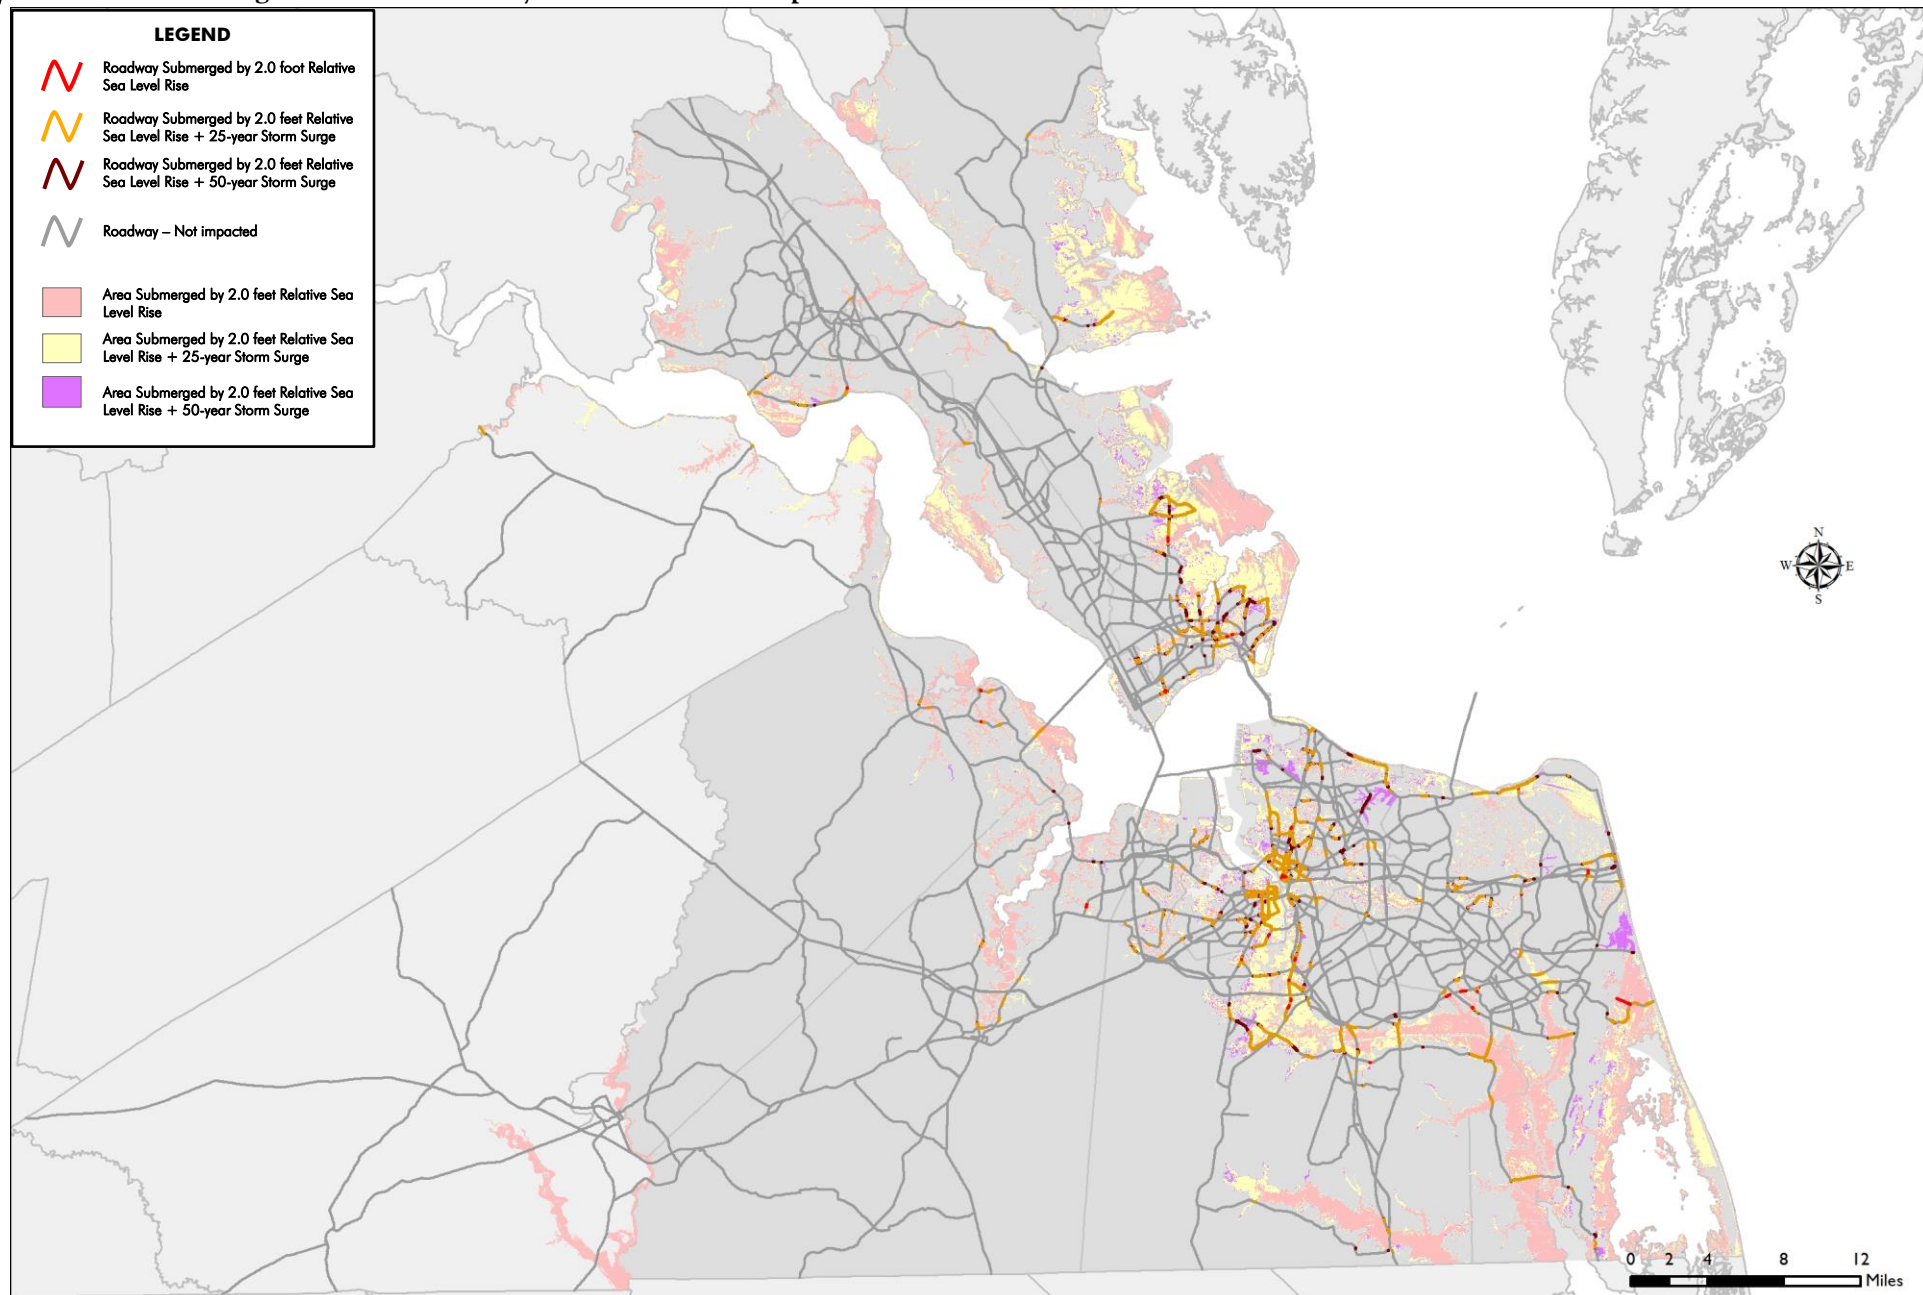 LEGEND
Roadway Submerged by 2.0 foot Relative
Sea Level Rise
Roadway Submerged by 2.0 feet Relative
Sea Level Rise + 25-year Storm Surge
Roadway Submerged by 2.0 feet Relative
Sea Level Rise + 50-year Storm Surge
Roadway – Not impacted
Area Submerged by 2.0 feet Relative Sea
Level Rise
Area Submerged by 2.0 feet Relative Sea
Level Rise + 25-year Storm Surge
Area Submerged by 2.0 feet Relative Sea
Level Rise + 50-year Storm Surge
N
W E
S
0 2 4 8 12
Miles